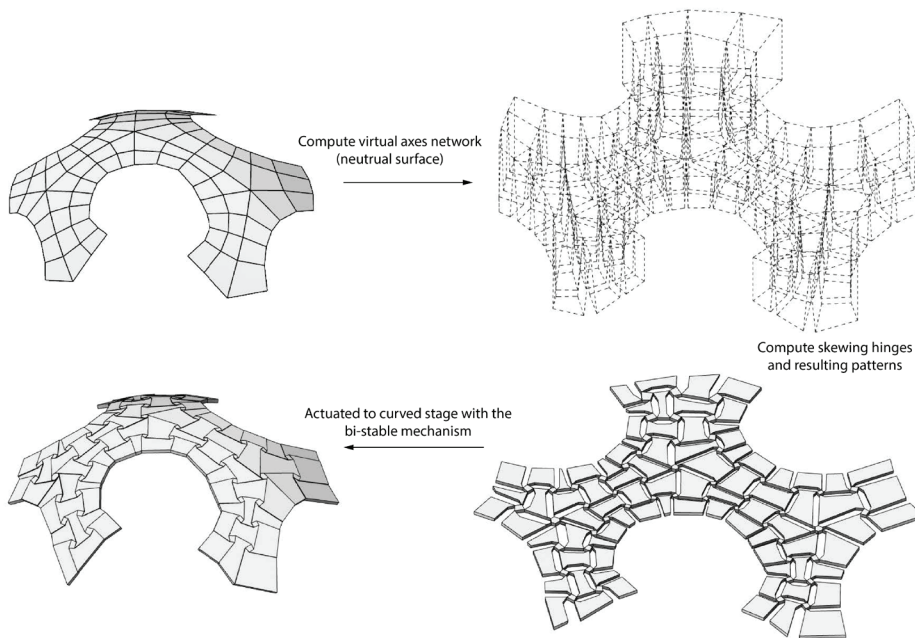 Compute virtual axes network
(neutrual surface)
Compute skewing hinges
and resulting patterns
Actuated to curved stage with the
bi-stable mechanism